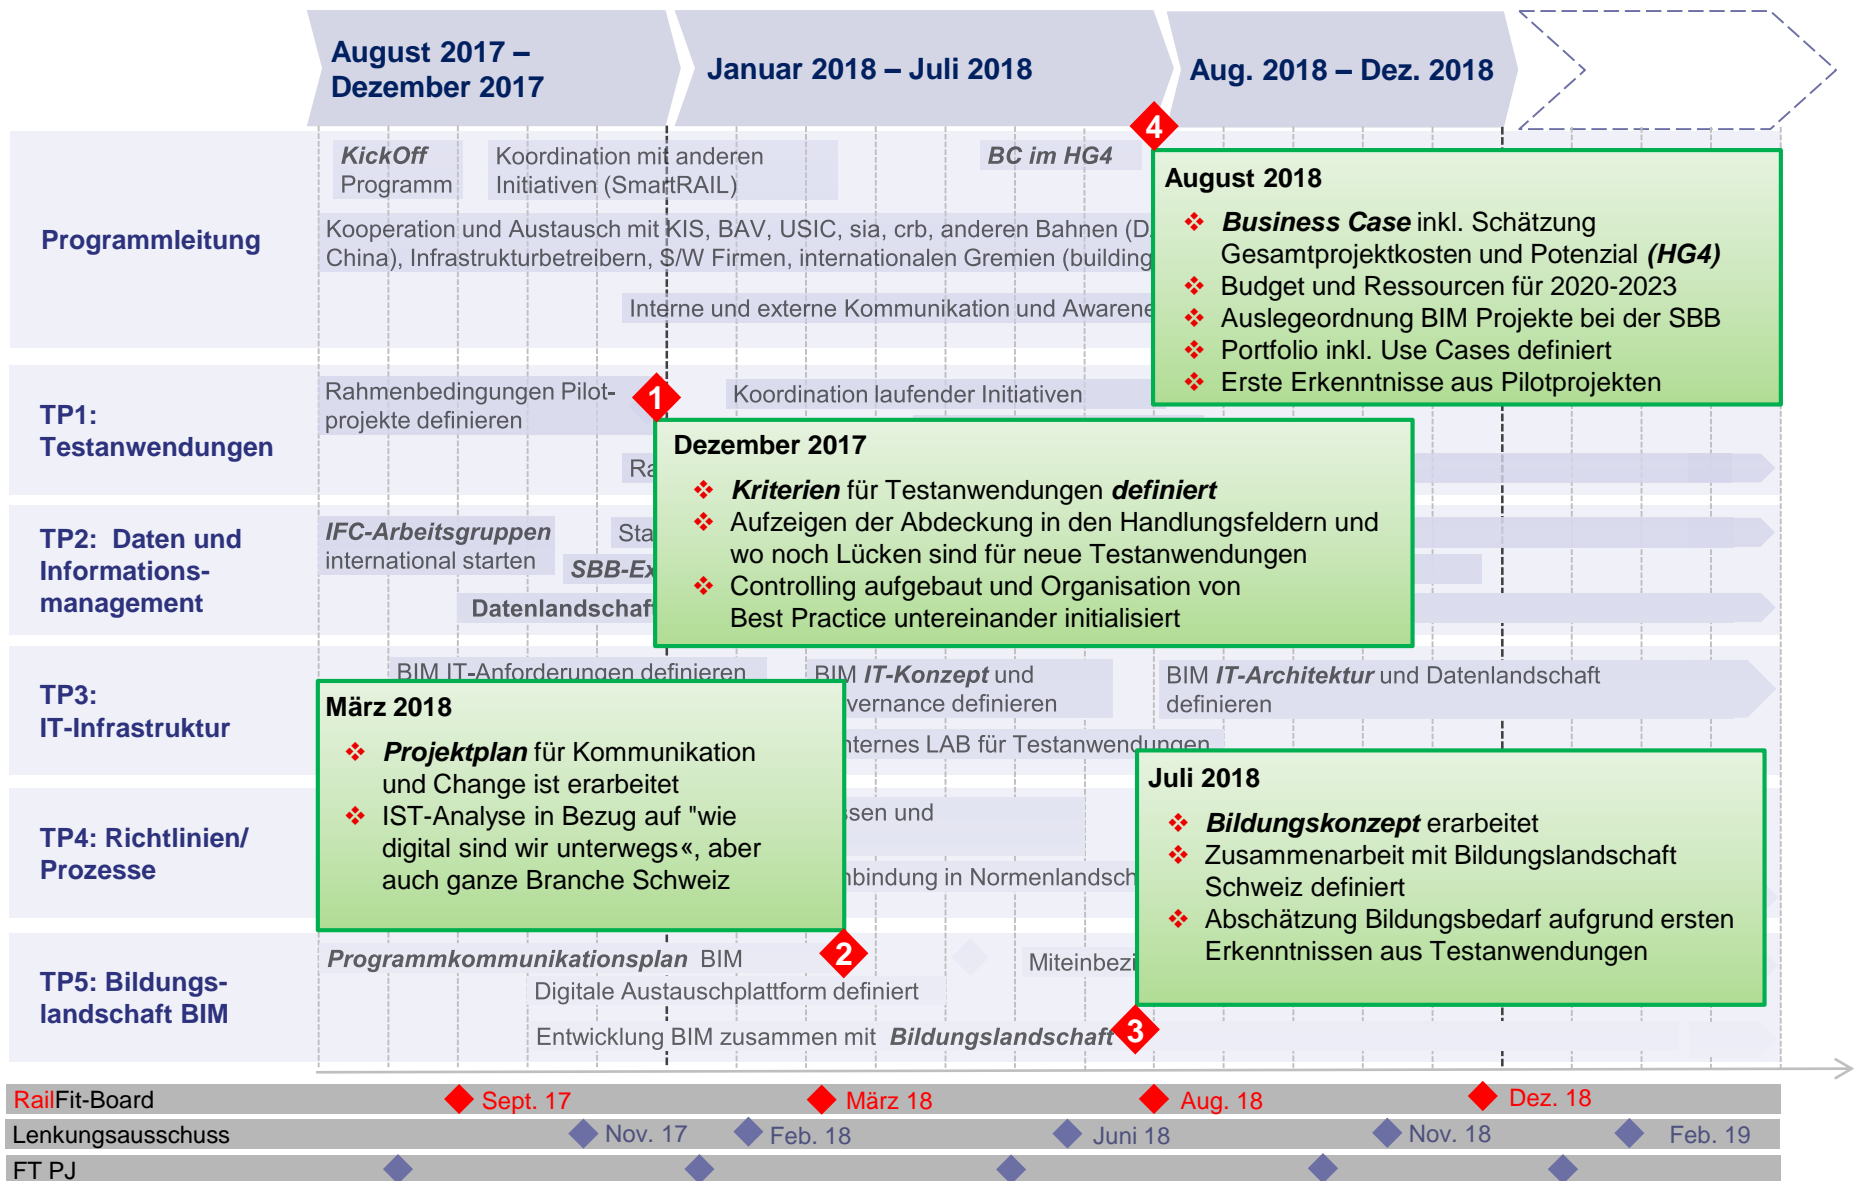 August 2017 –
Dezember 2017
Januar 2018 – Juli 2018
Aug. 2018 – Dez. 2018
Programmleitung
KickOff
Programm
Koordination mit anderen
Initiativen (SmartRAIL)
BC im HG4
4
Kooperation und Austausch mit KIS, BAV, USIC, sia, crb, anderen Bahnen (D,
China), Infrastrukturbetreibern, S/W Firmen, internationalen Gremien (building
Interne und externe Kommunikation und Awarene
August 2018
❖ Business Case inkl. Schätzung
Gesamtprojektkosten und Potenzial (HG4)
❖ Budget und Ressourcen für 2020-2023
❖ Auslegeordnung BIM Projekte bei der SBB
❖ Portfolio inkl. Use Cases definiert
❖ Erste Erkenntnisse aus Pilotprojekten
TP1:
Testanwendungen
Rahmenbedingungen Pilot-
projekte definieren
1
Koordination laufender Initiativen
Ra
Dezember 2017
❖ Kriterien für Testanwendungen definiert
❖ Aufzeigen der Abdeckung in den Handlungsfeldern und
wo noch Lücken sind für neue Testanwendungen
❖ Controlling aufgebaut und Organisation von
Best Practice untereinander initialisiert
TP2: Daten und
Informations-
management
IFC-Arbeitsgruppen
international starten
Sta
SBB-Ex
Datenlandschaft
TP3:
IT-Infrastruktur
BIM IT-Anforderungen definieren
BIM IT-Konzept und
vernance definieren
BIM IT-Architektur und Datenlandschaft
definieren
nternes LAB für Testanwendungen
März 2018
❖ Projektplan für Kommunikation
und Change ist erarbeitet
❖ IST-Analyse in Bezug auf "wie
digital sind wir unterwegs«, aber
auch ganze Branche Schweiz
TP4: Richtlinien/
Prozesse
ssen und
nbindung in Normenlandsch
Juli 2018
❖ Bildungskonzept erarbeitet
❖ Zusammenarbeit mit Bildungslandschaft
Schweiz definiert
❖ Abschätzung Bildungsbedarf aufgrund ersten
Erkenntnissen aus Testanwendungen
TP5: Bildungs-
landschaft BIM
Programmkommunikationsplan BIM
2
Miteinbezi
Digitale Austauschplattform definiert
Entwicklung BIM zusammen mit Bildungslandschaft
3
RailFit-Board
Sept. 17
März 18
Aug. 18
Dez. 18
Lenkungsausschuss
Nov. 17
Feb. 18
Juni 18
Nov. 18
Feb. 19
FT PJ